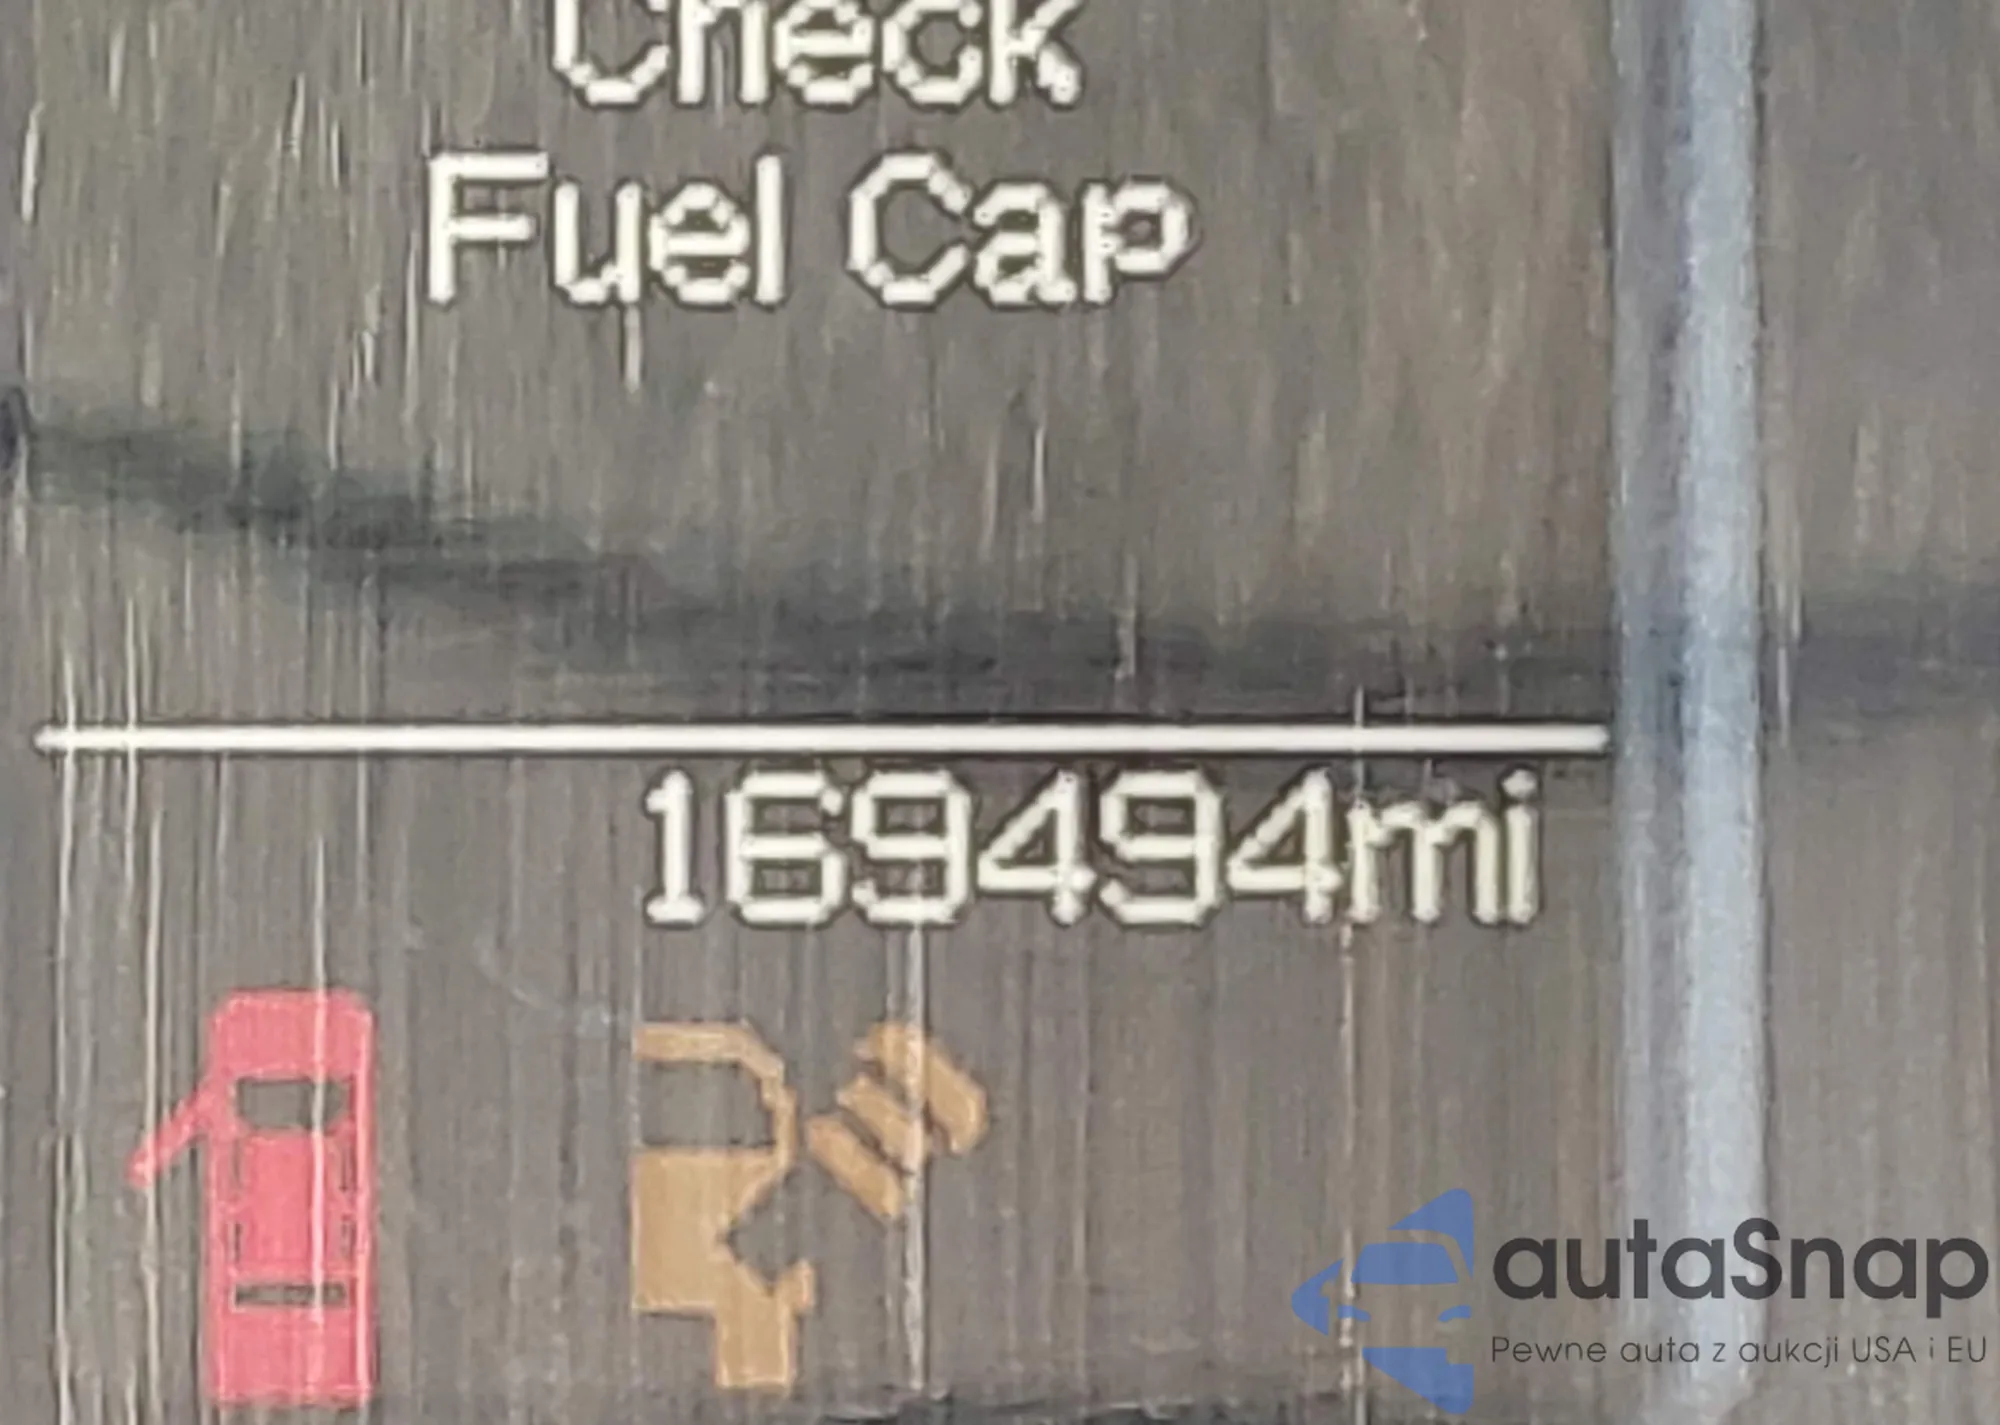 Check
Fuel Cap
169494mi
autaSnap
Pewne auta z aukcji USA i EU